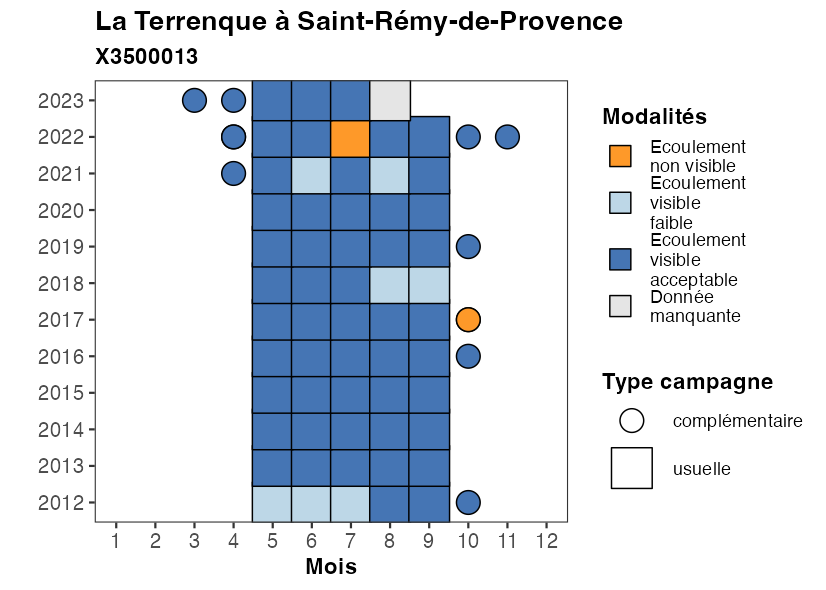 La Terrenque à Saint-Rémy-de-Provence
X3500013
2023
2022
2021
2020
2019
2018
2017
2016
2015
2014
2013
2012
1 2 3 4 5 6 7 8 9 10 11 12
Mois
Modalités
Ecoulement
non visible
Ecoulement
visible
faible
Ecoulement
visible
acceptable
Donnée
manquante
Type campagne
complémentaire
usuelle